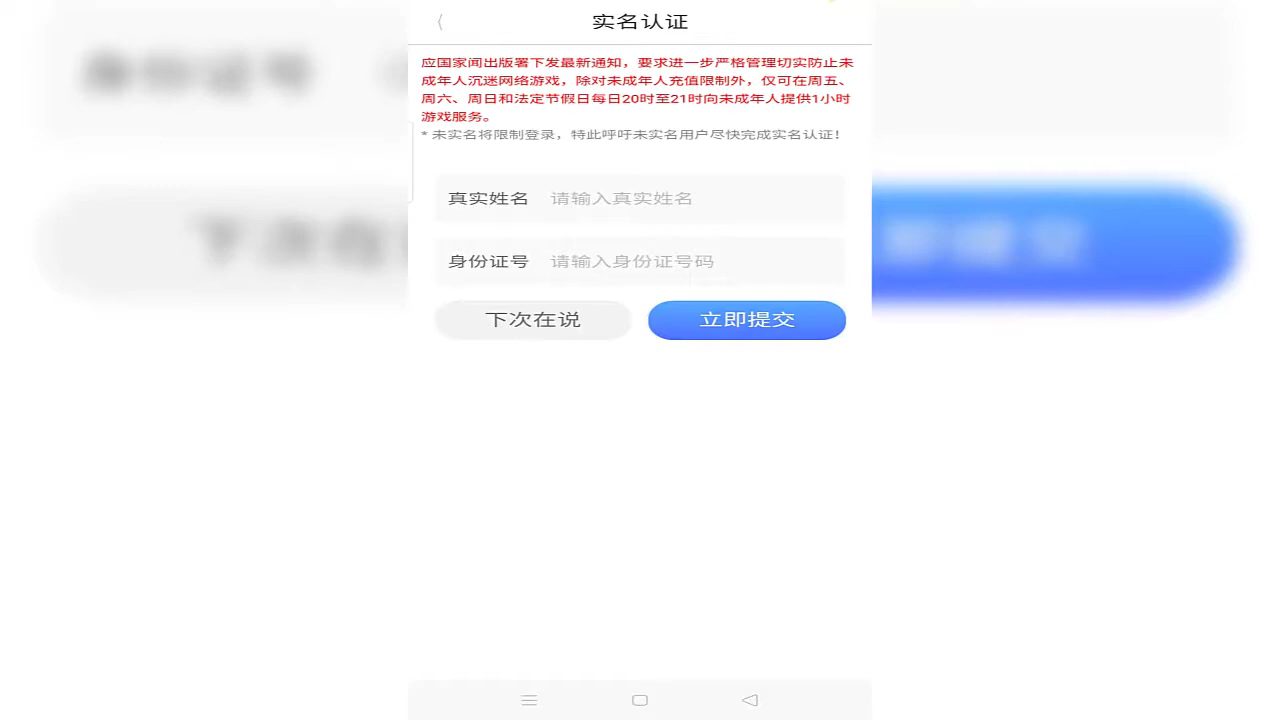 实名认证
应国家闻出版署下发最新通知，要求进一步严格管理切实防止未
成年人沉迷网络游戏，除对未成年人充值限制外，仅可在周五、
周六、周日和法定节假日每日20时至21时向未成年人提供1小时
游戏服务。
* 未实名将限制登录，特此呼吁未实名用户尽快完成实名认证！
真实姓名 请输入真实姓名
身份证号 请输入身份证号码
下次在说 立即提交